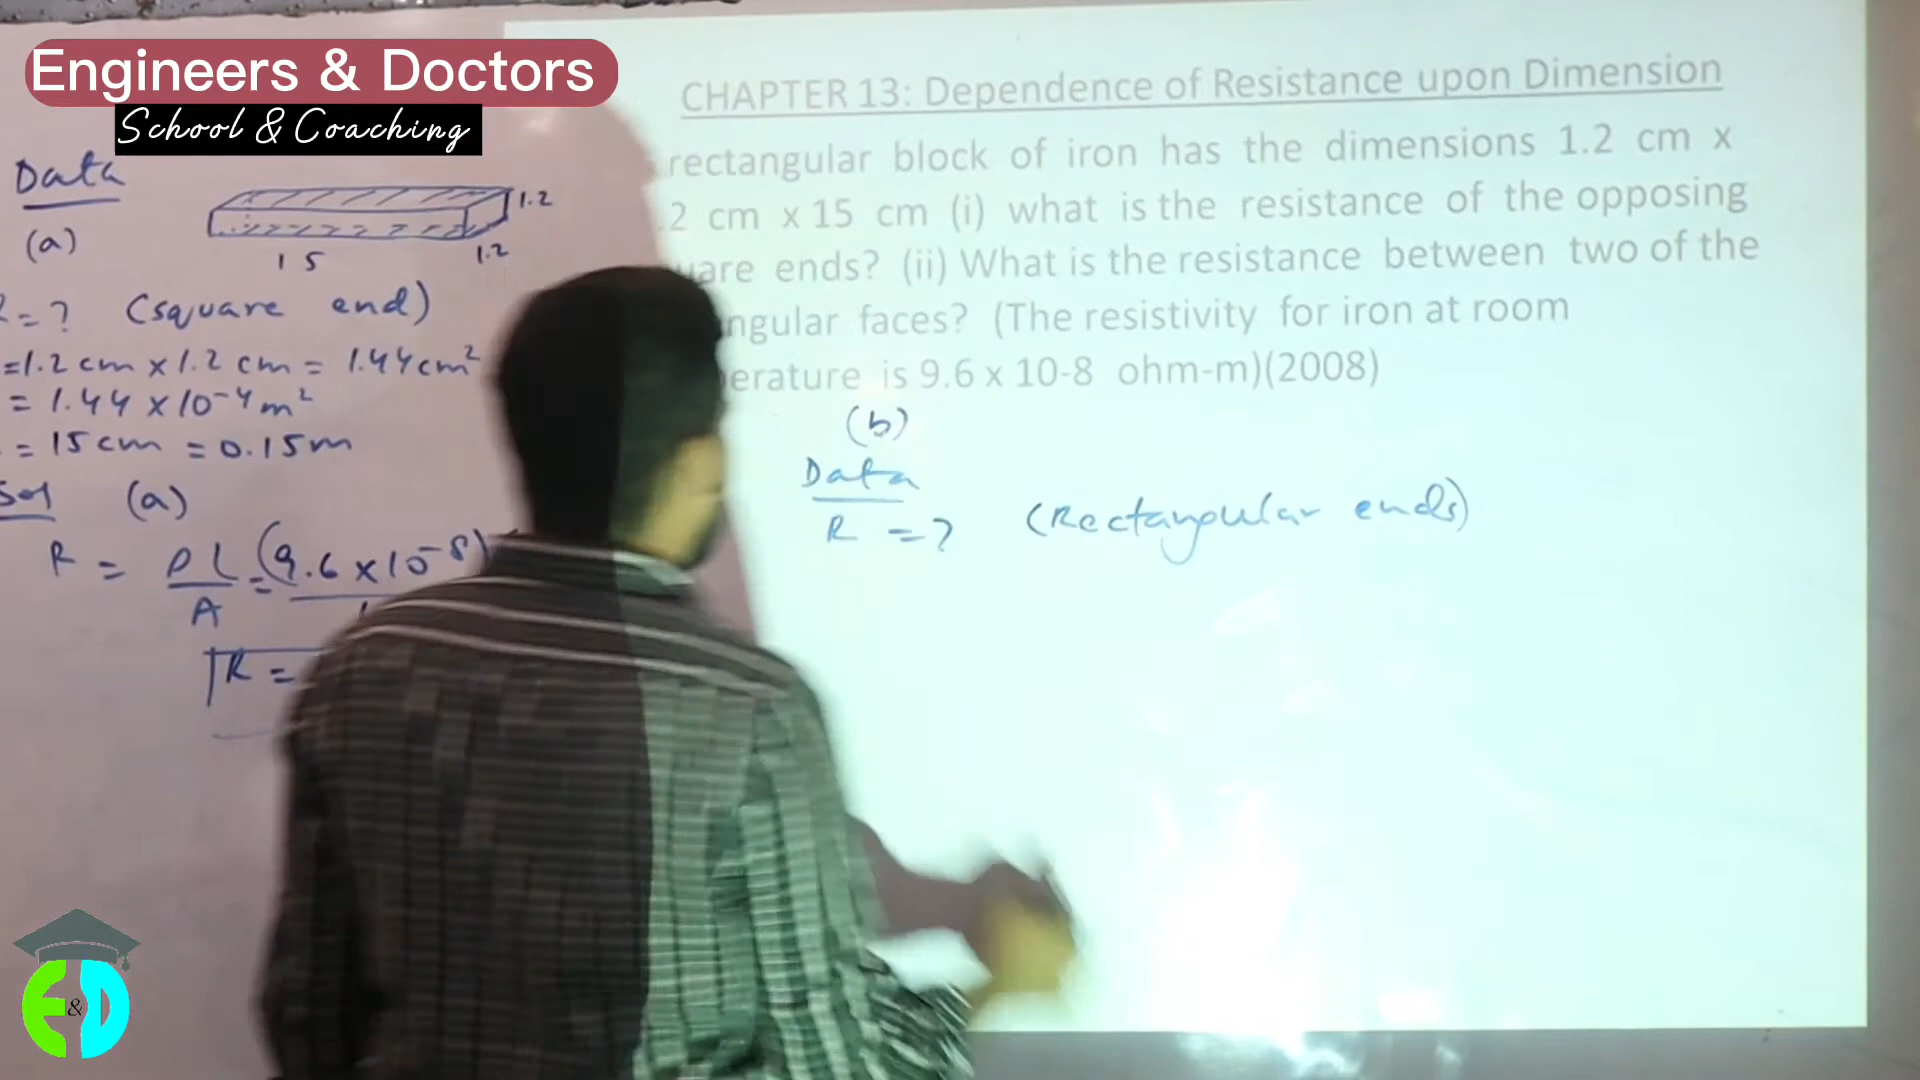 Engineers & Doctors
School & Coaching
CHAPTER 13: Dependence of Resistance upon Dimension
rectangular block of iron has the dimensions 1.2 cm x
2 cm x 15 cm (i) what is the resistance of the opposing
ends? (ii) What is the resistance between two of the
faces? (The resistivity for iron at room
is 9.6 x 10-8 ohm-m)(2008)
Data
(a)
1.2
15
1.2
= ? (square end)
=1.2 cm x 1.2 cm = 1.44 cm²
= 1.44 x 10⁻⁴ m²
= 15 cm = 0.15 m
Sol (a)
R = ρL = (9.6 x 10⁻⁸)
A
R =
(b)
Data
R = ? (Rectangular ends)
E & D